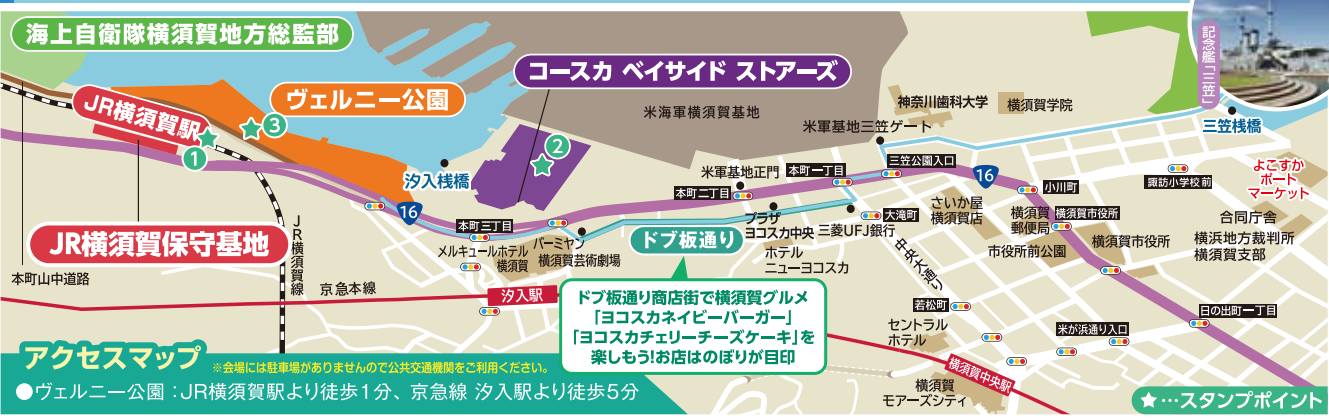 海上自衛隊横須賀地方総監部
JR横須賀駅
1
3
ヴェルニー公園
コースカ ベイサイド ストアーズ
2
米海軍横須賀基地
神奈川歯科大学
横須賀学院
米軍基地三笠ゲート
記念艦「三笠」
三笠桟橋
汐入桟橋
米軍基地正門
本町一丁目
三笠公園入口
16
小川町
諏訪小学校前
よこすか
ポート
マーケット
JR横須賀保守基地
本町山中道路
JR横須賀線
京急本線
16
本町三丁目
本町二丁目
メルキュールホテル
横須賀
バーミヤン
横須賀芸術劇場
ドブ板通り
プラザ
ヨコスカ中央
三菱UFJ銀行
大滝町
さいか屋
横須賀店
横須賀
郵便局
横須賀市役所
市役所前公園
横須賀市役所
合同庁舎
横浜地方裁判所
横須賀支部
ホテル
ニューヨコスカ
中央大通り
汐入駅
若松町
セントラル
ホテル
米が浜通り入口
日の出町一丁目
横須賀中央駅
横須賀
モアーズシティ
ドブ板通り商店街で横須賀グルメ
「ヨコスカネイビーバーガー」
「ヨコスカチェリーチーズケーキ」を
楽しもう!お店はのぼりが目印
アクセスマップ
※会場には駐車場がありませんので公共交通機関をご利用ください。
●ヴェルニー公園：JR横須賀駅より徒歩1分、京急線 汐入駅より徒歩5分
★…スタンプポイント